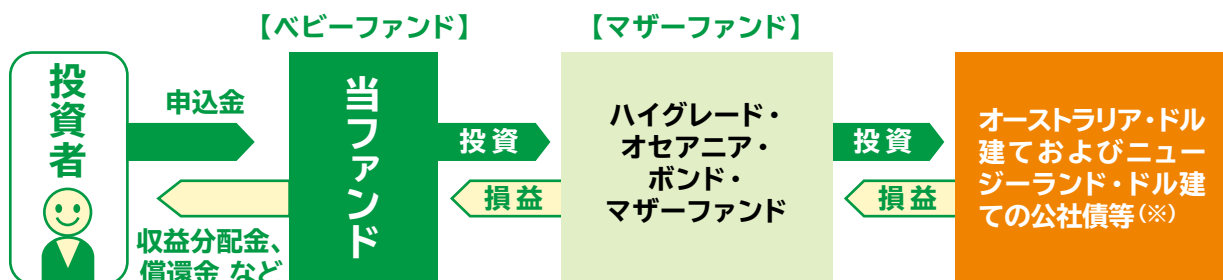 【ベビーファンド】
【マザーファンド】
投資者
申込金
収益分配金、
償還金 など
当ファンド
投資
損益
ハイグレード・
オセアニア・
ボンド・
マザーファンド
投資
損益
オーストラリア・ドル
建ておよびニュー
ジーランド・ドル建
ての公社債等(※)